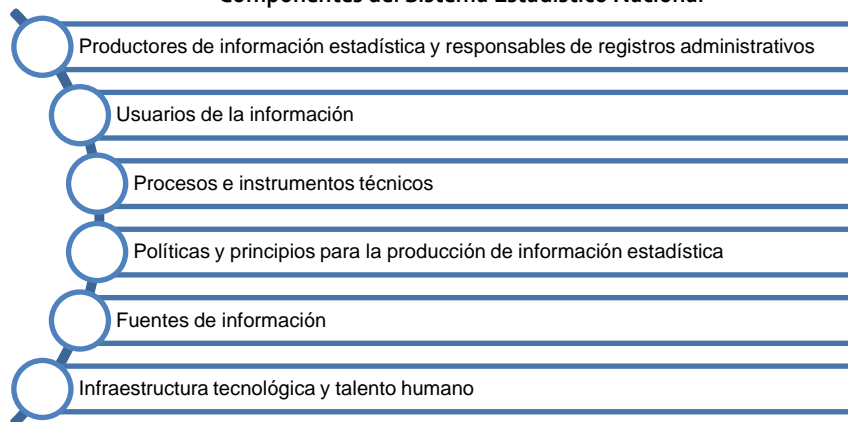 Componentes del Sistema Estadístico Nacional
Productores de información estadística y responsables de registros administrativos
Usuarios de la información
Procesos e instrumentos técnicos
Políticas y principios para la producción de información estadística
Fuentes de información
Infraestructura tecnológica y talento humano